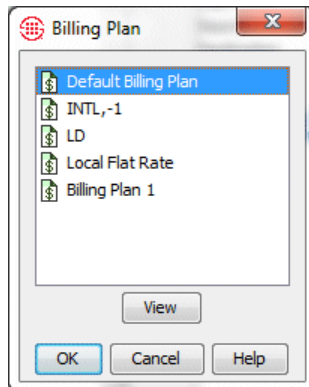 Billing Plan
Default Billing Plan
INTL,-1
LD
Local Flat Rate
Billing Plan 1
View
OK
Cancel
Help